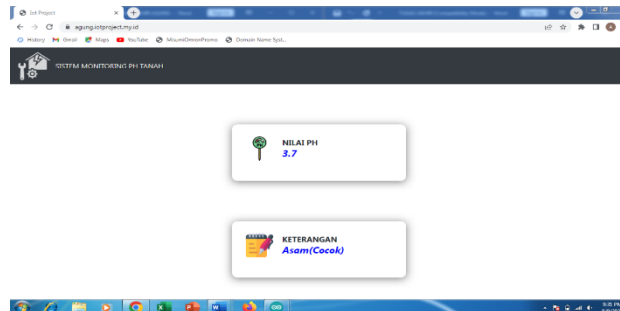 Iot Project
agung.iotproject.my.id
History
Gmail
Maps
YouTube
MisumiOmronPromo
Domain Name Syst...
SISTEM MONITORING PH TANAH
NILAI PH
3.7
KETERANGAN
Asam(Cocok)